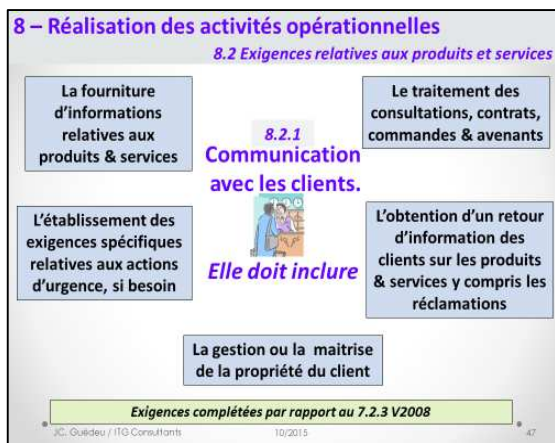 8 – Réalisation des activités opérationnelles
8.2 Exigences relatives aux produits et services
La fourniture
d'informations
relatives aux
produits & services
Le traitement des
consultations, contrats,
commandes & avenants
8.2.1
Communication
avec les clients.
L'établissement des
exigences spécifiques
relatives aux actions
d'urgence, si besoin
L'obtention d'un retour
d'information des
clients sur les produits
& services y compris les
réclamations
Elle doit inclure
La gestion ou la maitrise
de la propriété du client
Exigences complétées par rapport au 7.2.3 V2008
JC. Guédeu / ITG Consultants
10/2015
47